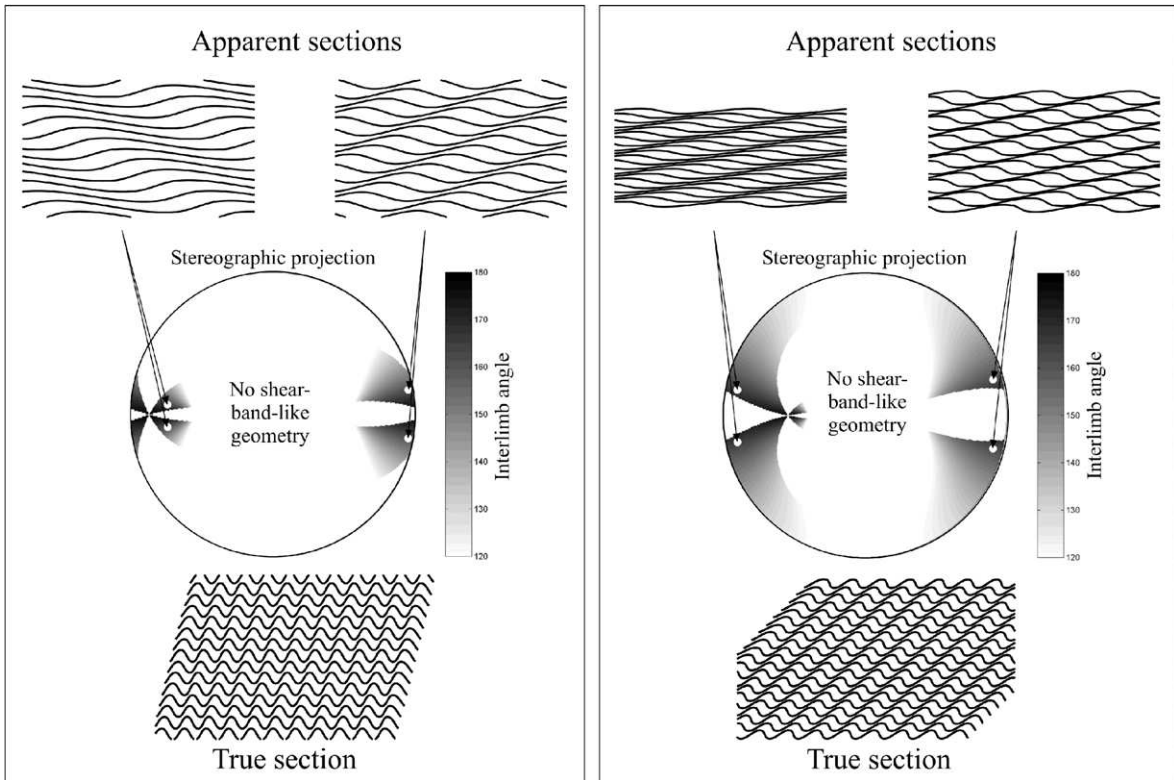 Apparent sections
Stereographic projection
180
170
160
150
140
130
120
Interlimb angle
No shear-
band-like
geometry
True section
Apparent sections
Stereographic projection
180
170
160
150
140
130
120
Interlimb angle
No shear-
band-like
geometry
True section